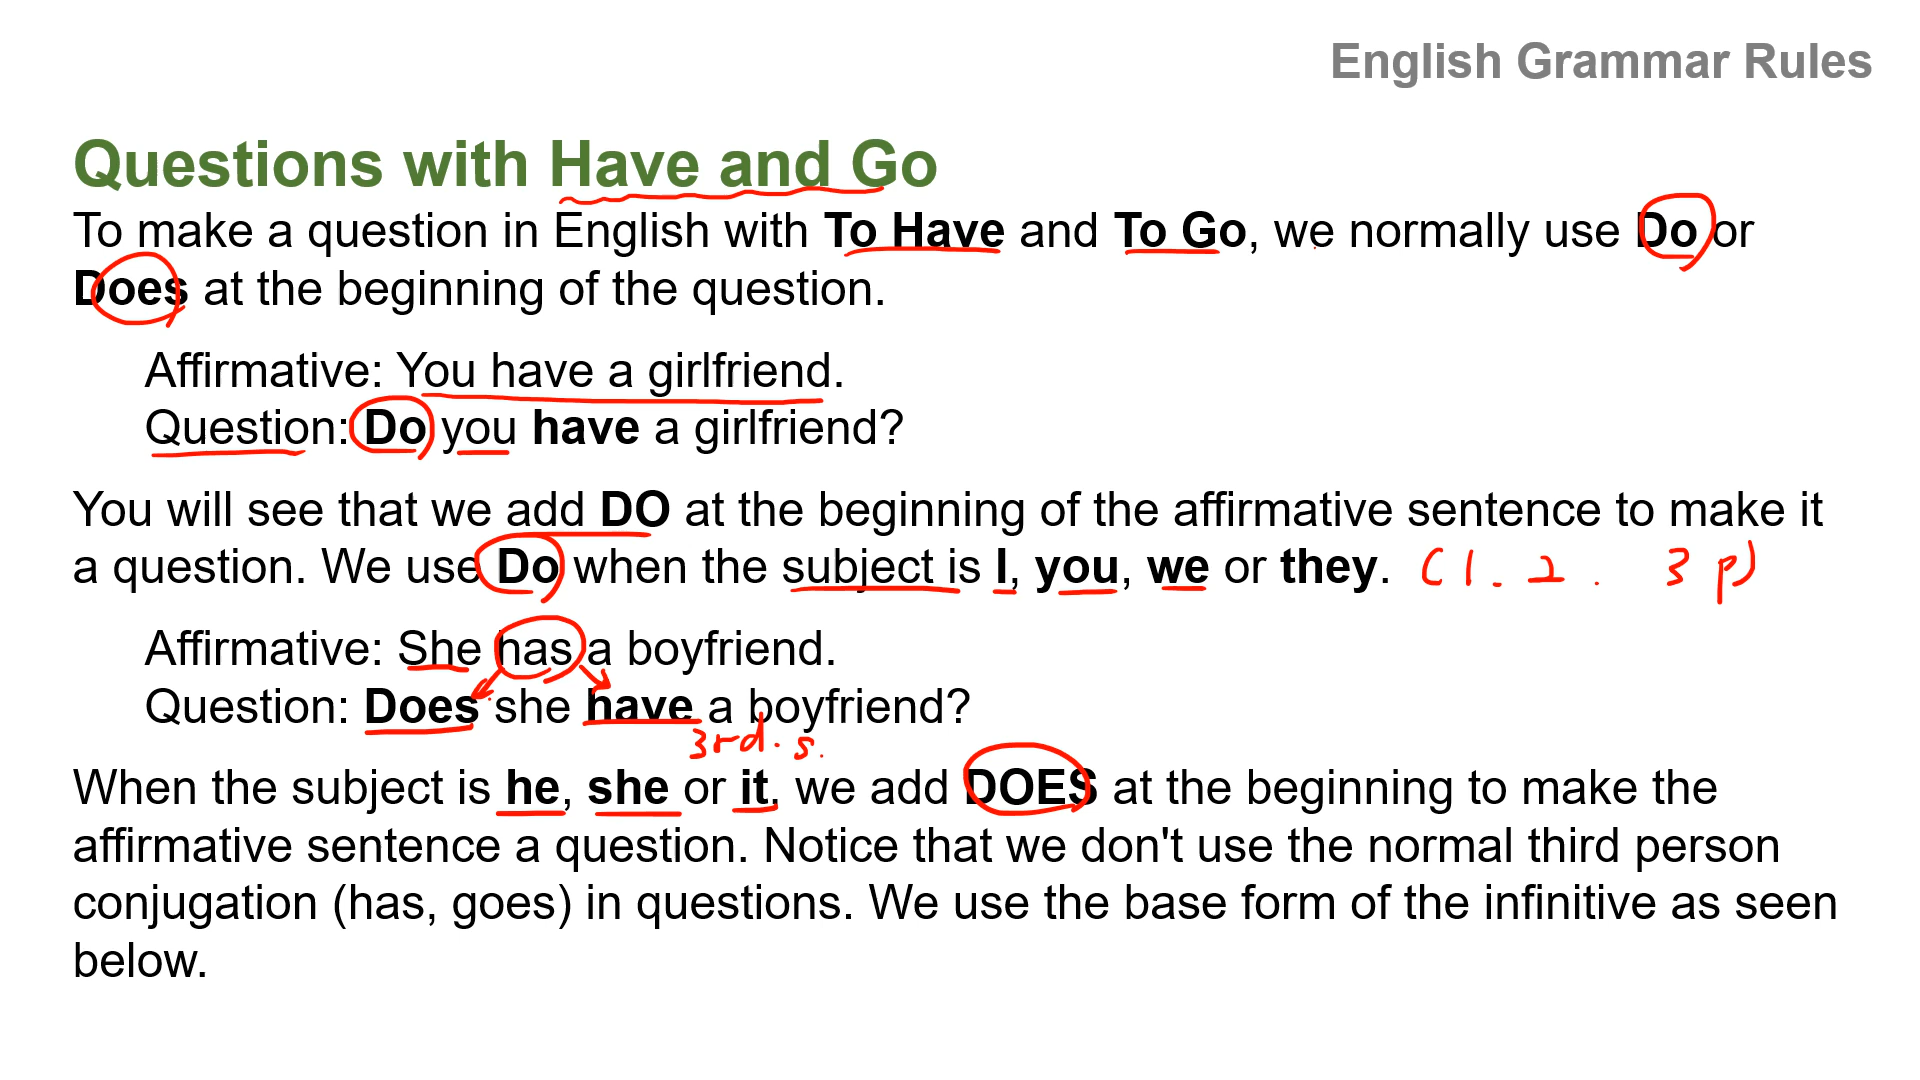 English Grammar Rules
Questions with Have and Go
To make a question in English with To Have and To Go, we normally use Do or
Does at the beginning of the question.
Affirmative: You have a girlfriend.
Question: Do you have a girlfriend?
You will see that we add DO at the beginning of the affirmative sentence to make it
a question. We use Do when the subject is I, you, we or they. (1. 2. 3 p)
Affirmative: She has a boyfriend.
Question: Does she have a boyfriend?
3rd. s.
When the subject is he, she or it, we add DOES at the beginning to make the
affirmative sentence a question. Notice that we don't use the normal third person
conjugation (has, goes) in questions. We use the base form of the infinitive as seen
below.